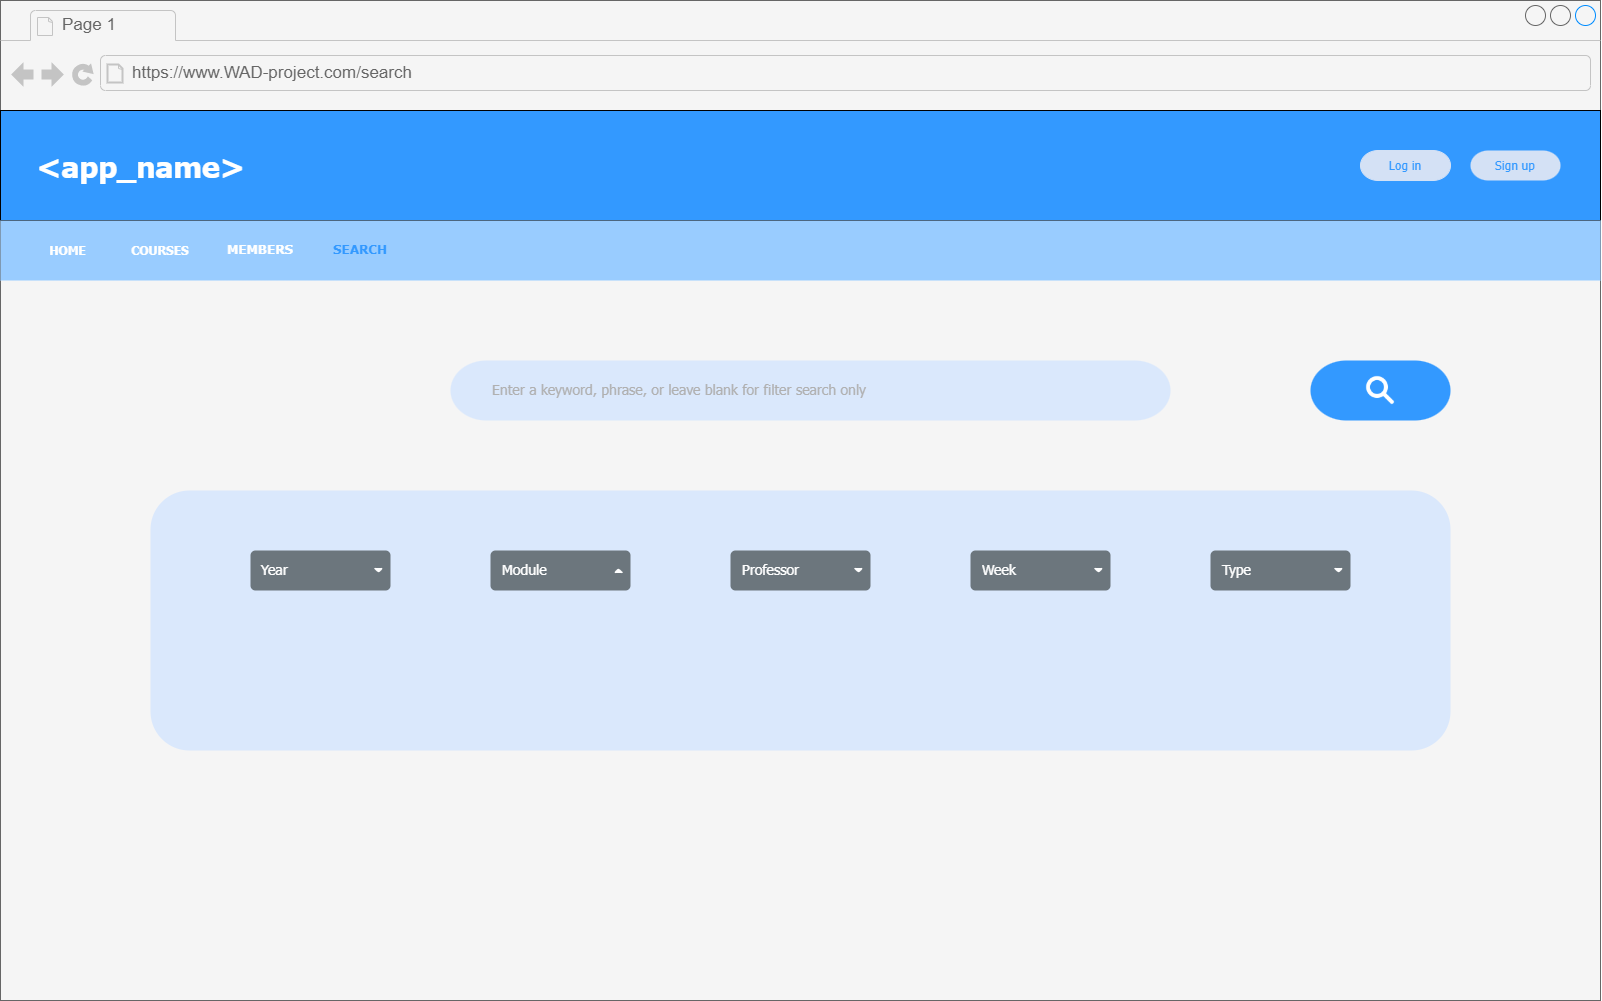 Page 1
https://www.WAD-project.com/search
<app_name>
Log in
Sign up
HOME
COURSES
MEMBERS
SEARCH
Enter a keyword, phrase, or leave blank for filter search only
Year
Module
Professor
Week
Type